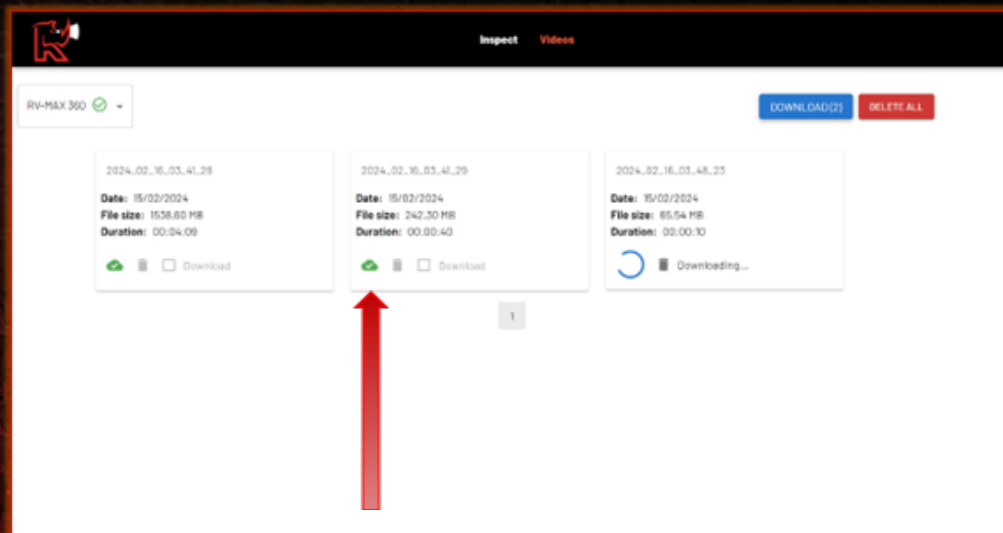 Inspect Videos
RV-MAX 360
DOWNLOAD(2) DELETE ALL
2024_02_16_03_41_28
Date: 15/02/2024
File size: 1538.60 MB
Duration: 00:04:09
Download
2024_02_16_03_41_29
Date: 15/02/2024
File size: 242.30 MB
Duration: 00:00:40
Download
2024_02_16_03_48_23
Date: 15/02/2024
File size: 65.54 MB
Duration: 00:00:10
Downloading...
1